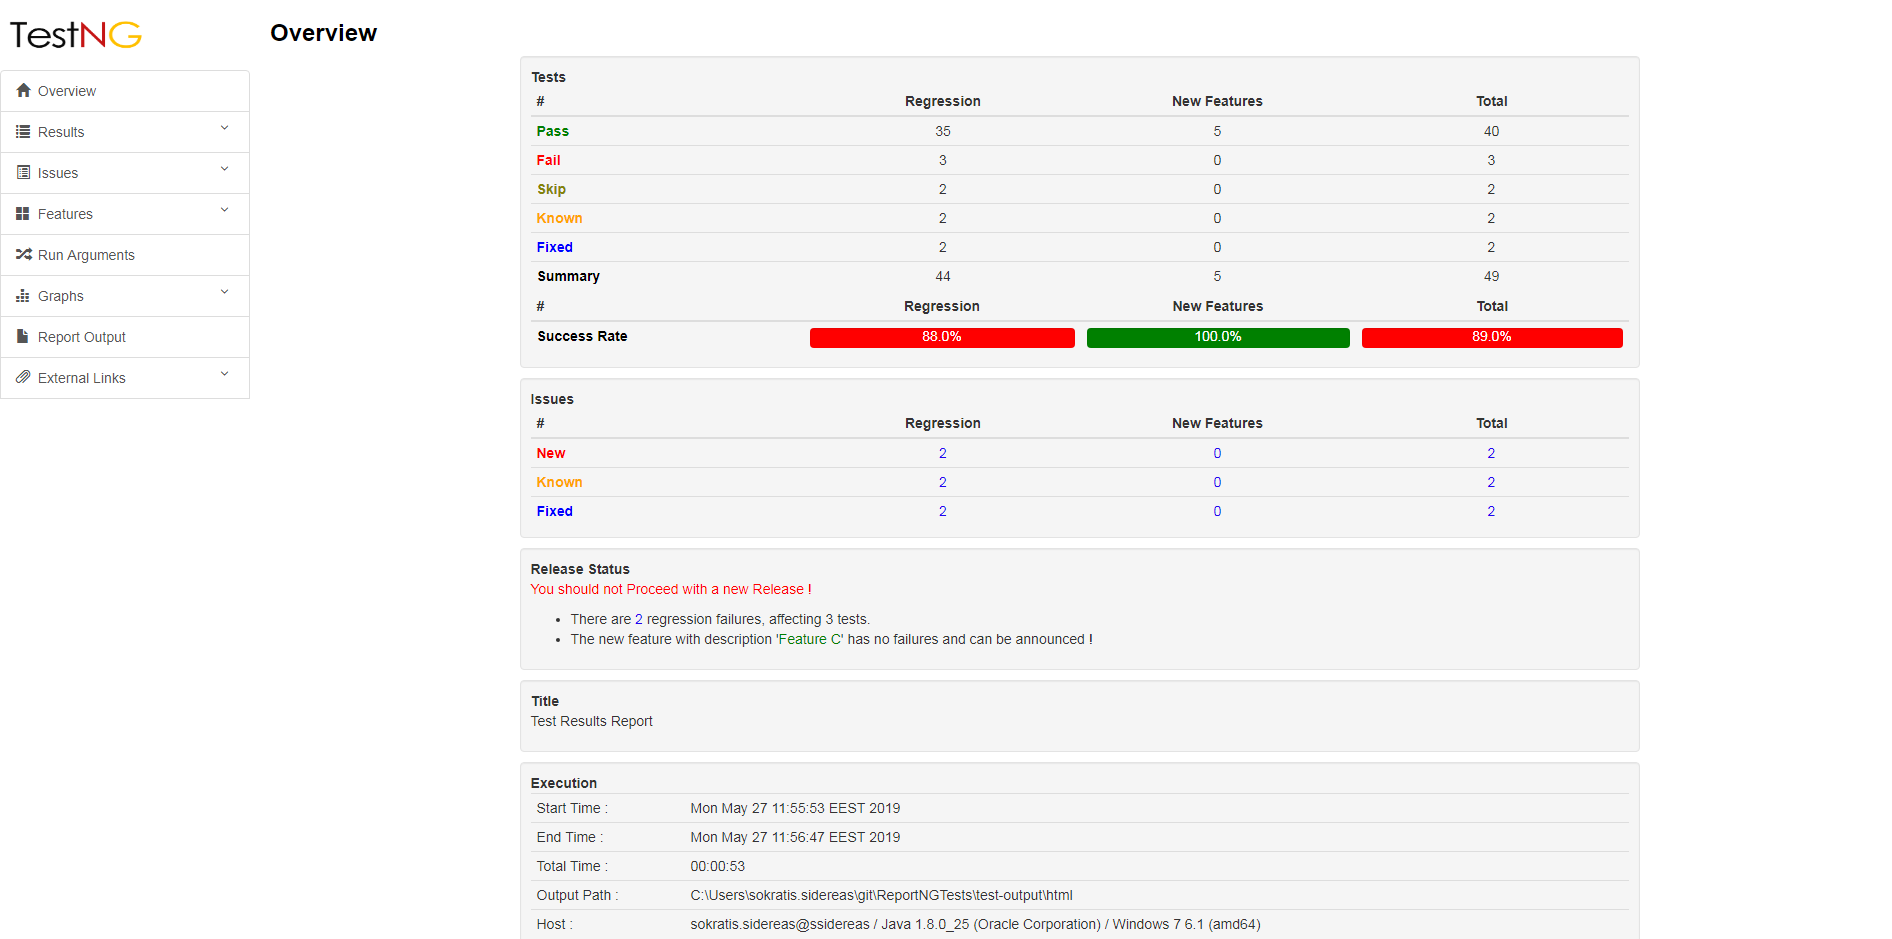 TestNG
Overview
Overview
Results
Issues
Features
Run Arguments
Graphs
Report Output
External Links
Tests
# Regression New Features Total
Pass 35 5 40
Fail 3 0 3
Skip 2 0 2
Known 2 0 2
Fixed 2 0 2
Summary 44 5 49
# Regression New Features Total
Success Rate 88.0% 100.0% 89.0%
Issues
# Regression New Features Total
New 2 0 2
Known 2 0 2
Fixed 2 0 2
Release Status
You should not Proceed with a new Release !
• There are 2 regression failures, affecting 3 tests.
• The new feature with description 'Feature C' has no failures and can be announced !
Title
Test Results Report
Execution
Start Time : Mon May 27 11:55:53 EEST 2019
End Time : Mon May 27 11:56:47 EEST 2019
Total Time : 00:00:53
Output Path : C:\Users\sokratis.sidereas\git\ReportNGTests\test-output\html
Host : sokratis.sidereas@ssidereas / Java 1.8.0_25 (Oracle Corporation) / Windows 7 6.1 (amd64)